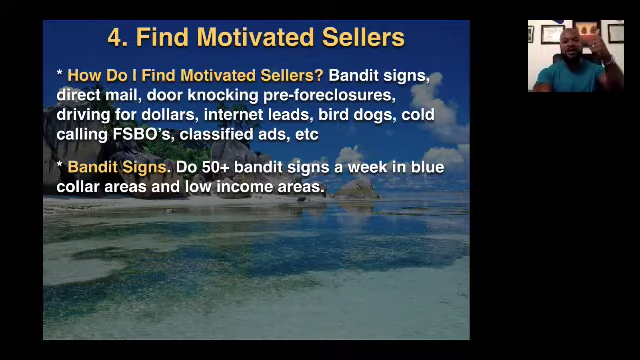 4. Find Motivated Sellers
* How Do I Find Motivated Sellers? Bandit signs,
direct mail, door knocking pre-foreclosures,
driving for dollars, internet leads, bird dogs, cold
calling FSBO's, classified ads, etc
* Bandit Signs. Do 50+ bandit signs a week in blue
collar areas and low income areas.